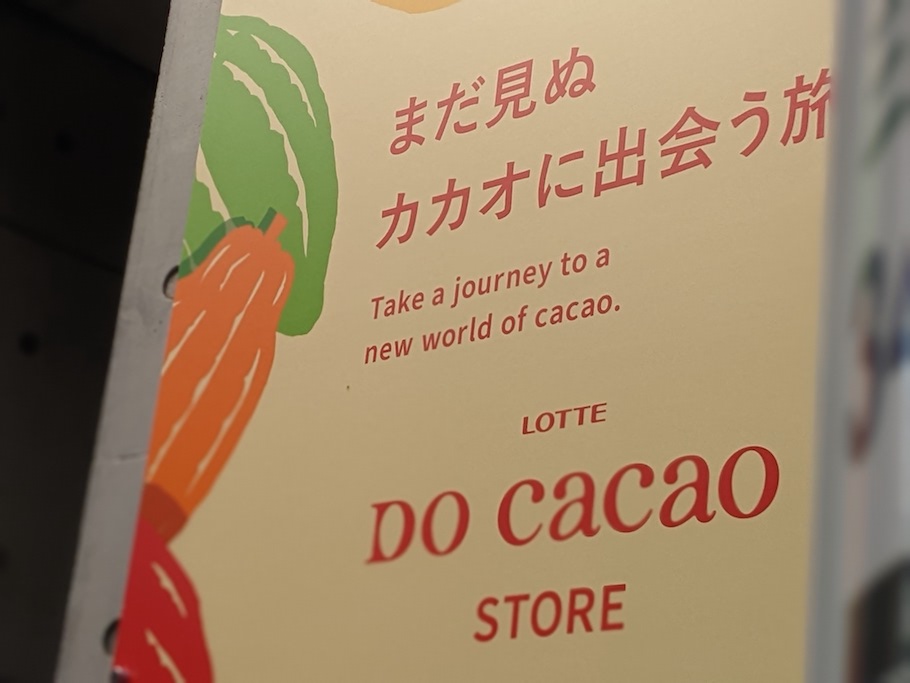 まだ見ぬ
カカオに出会う旅
Take a journey to a
new world of cacao.
LOTTE
DO cacao
STORE